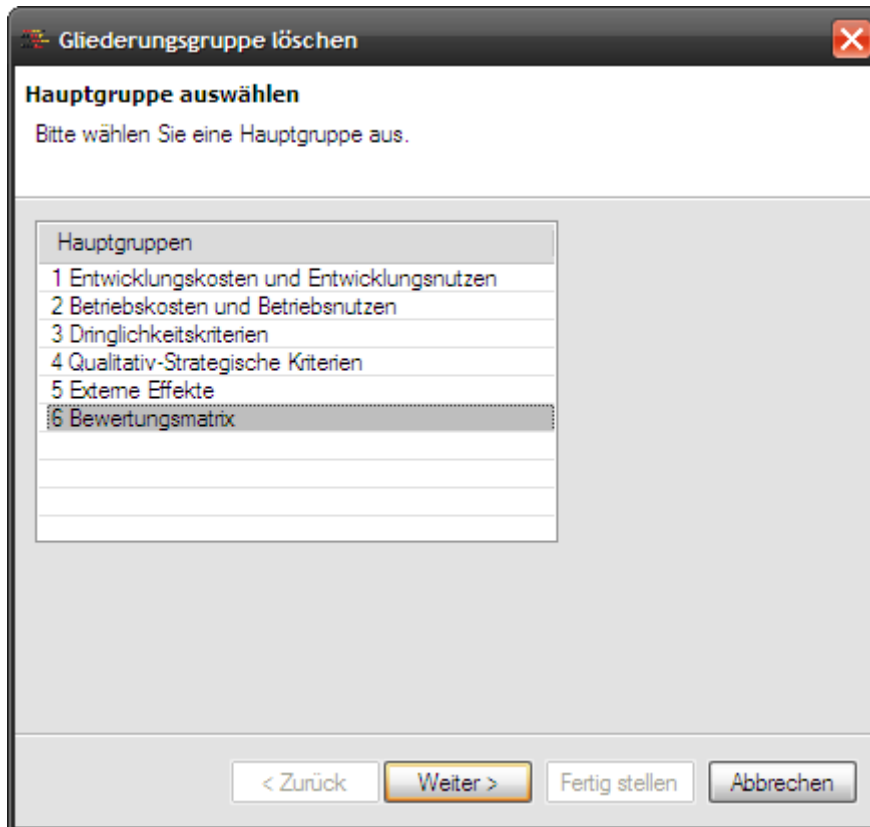 Gliederungsgruppe löschen
Hauptgruppe auswählen
Bitte wählen Sie eine Hauptgruppe aus.
Hauptgruppen
1 Entwicklungskosten und Entwicklungsnutzen
2 Betriebskosten und Betriebsnutzen
3 Dringlichkeitskriterien
4 Qualitativ-Strategische Kriterien
5 Externe Effekte
6 Bewertungsmatrix
< Zurück Weiter > Fertig stellen Abbrechen